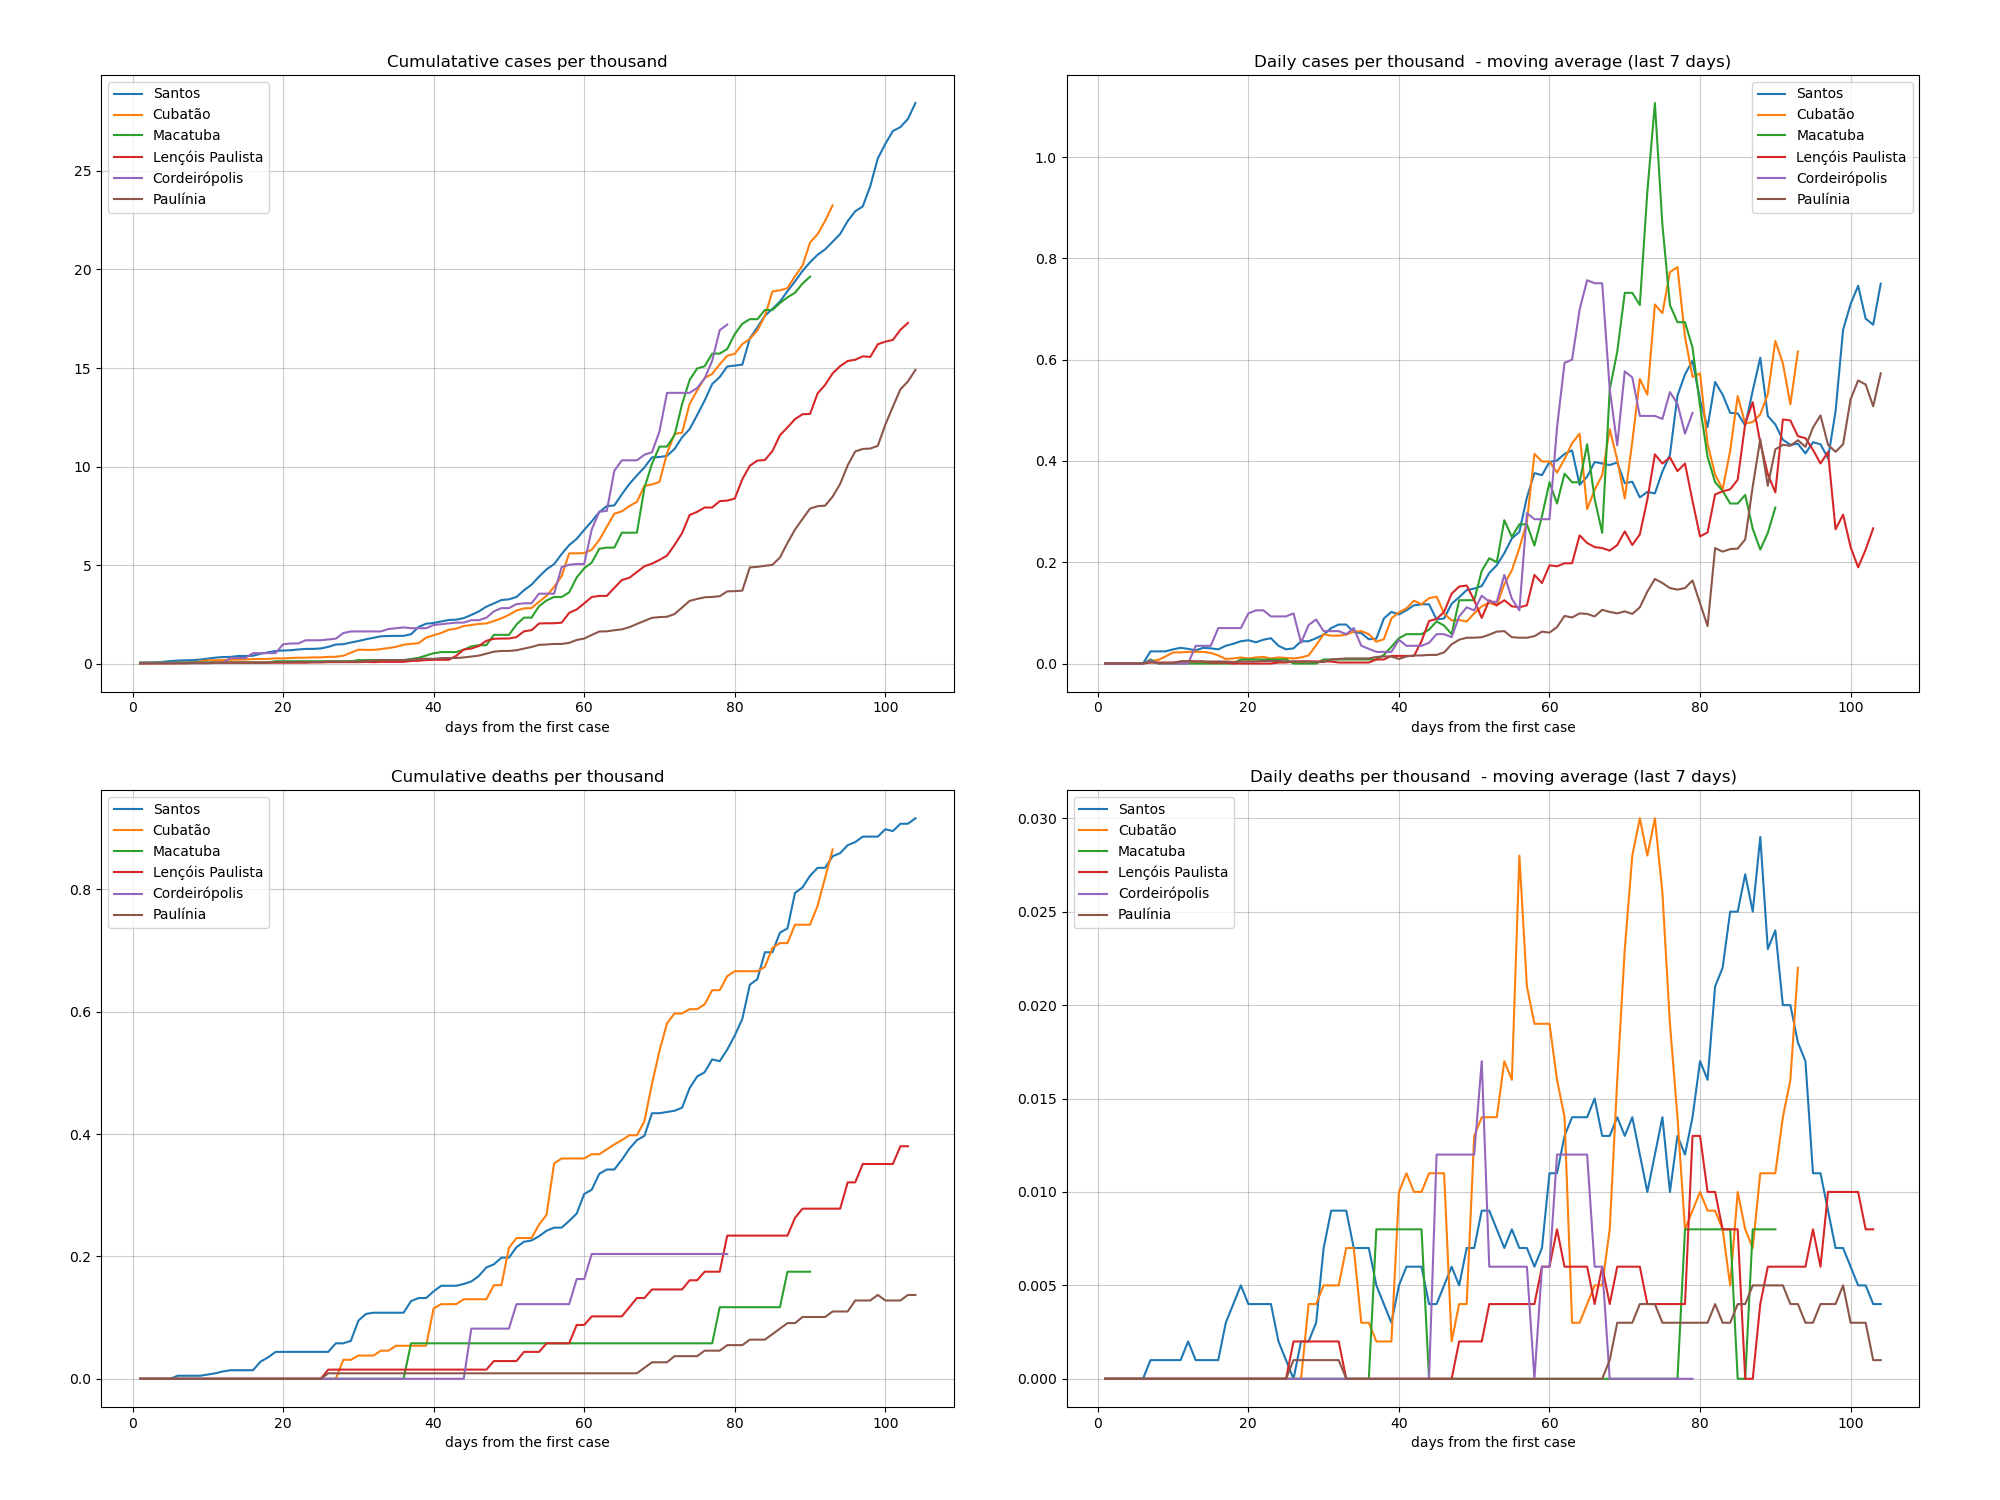 Cumulatative cases per thousand
Santos
Cubatão
Macatuba
Lençóis Paulista
Cordeirópolis
Paulínia
25
20
15
10
5
0
0 20 40 60 80 100
days from the first case
Daily cases per thousand  - moving average (last 7 days)
Santos
Cubatão
Macatuba
Lençóis Paulista
Cordeirópolis
Paulínia
1.0
0.8
0.6
0.4
0.2
0.0
0 20 40 60 80 100
days from the first case
Cumulative deaths per thousand
Santos
Cubatão
Macatuba
Lençóis Paulista
Cordeirópolis
Paulínia
0.8
0.6
0.4
0.2
0.0
0 20 40 60 80 100
days from the first case
Daily deaths per thousand  - moving average (last 7 days)
Santos
Cubatão
Macatuba
Lençóis Paulista
Cordeirópolis
Paulínia
0.030
0.025
0.020
0.015
0.010
0.005
0.000
0 20 40 60 80 100
days from the first case